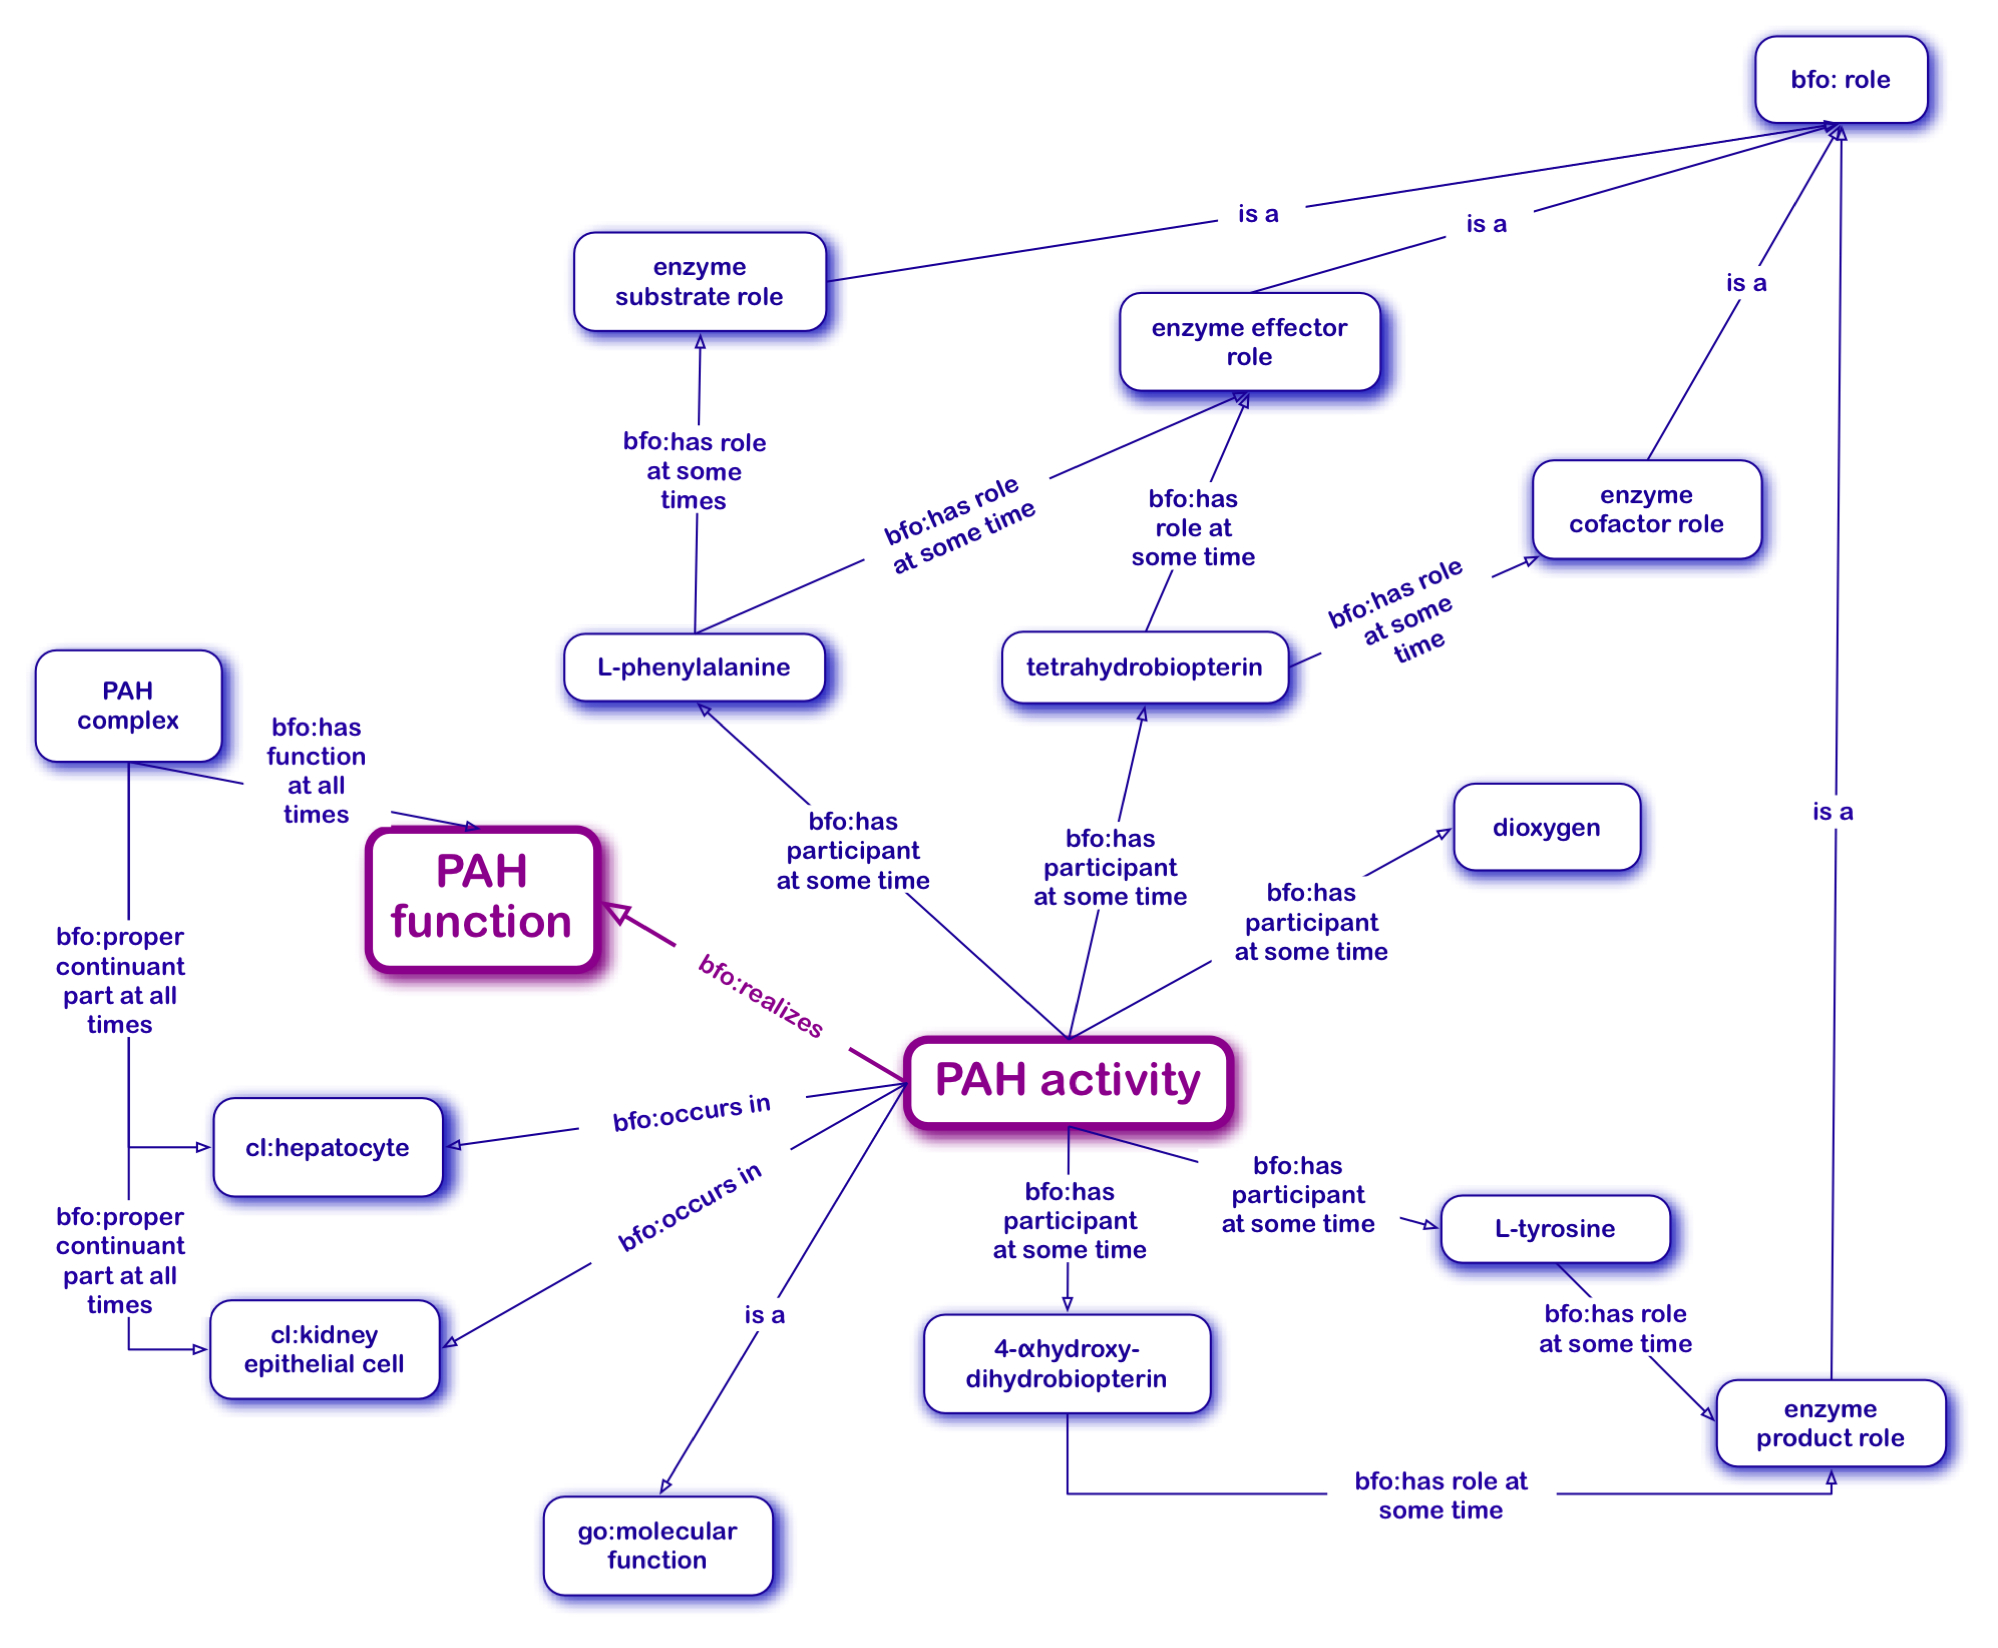 bfo: role
is a
is a
enzyme
substrate role
is a
enzyme effector
role
bfo:has role
at some
times
bfo:has role
at some time
bfo:has
role at
some time
enzyme
cofactor role
bfo:has role
at some
time
PAH
complex
L-phenylalanine
tetrahydrobiopterin
bfo:has
function
at all
times
bfo:has
participant
at some time
bfo:has
participant
at some time
dioxygen
is a
PAH
function
bfo:has
participant
at some time
bfo:proper
continuant
part at all
times
bfo:realizes
PAH activity
cl:hepatocyte
bfo:occurs in
bfo:occurs in
bfo:has
participant
at some time
bfo:has
participant
at some time
L-tyrosine
bfo:proper
continuant
part at all
times
cl:kidney
epithelial cell
is a
4-αhydroxy-
dihydrobiopterin
bfo:has role
at some time
enzyme
product role
bfo:has role at
some time
go:molecular
function